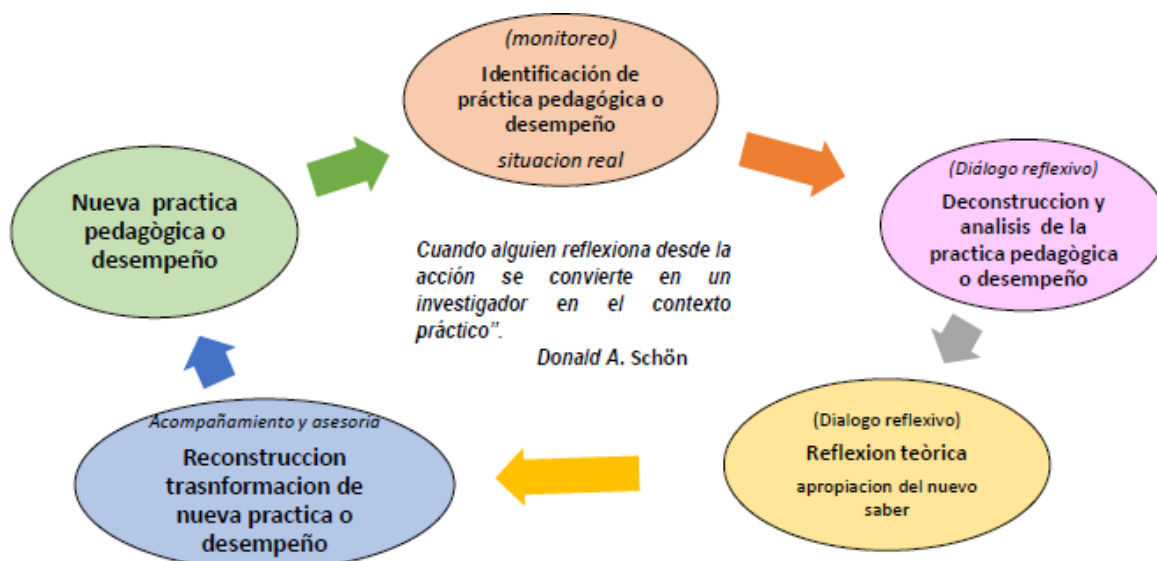 (monitoreo)
Identificación de
práctica pedagógica o
desempeño
situacion real
(Diálogo reflexivo)
Deconstruccion y
analisis de la
practica pedagògica
o desempeño
(Dialogo reflexivo)
Reflexion teòrica
apropiacion del nuevo
saber
Acompañamiento y asesoría
Reconstruccion
trasnformacion de
nueva practica o
desempeño
Nueva practica
pedagògica o
desempeño
Cuando alguien reflexiona desde la
acción se convierte en un
investigador en el contexto
práctico”.
Donald A. Schön